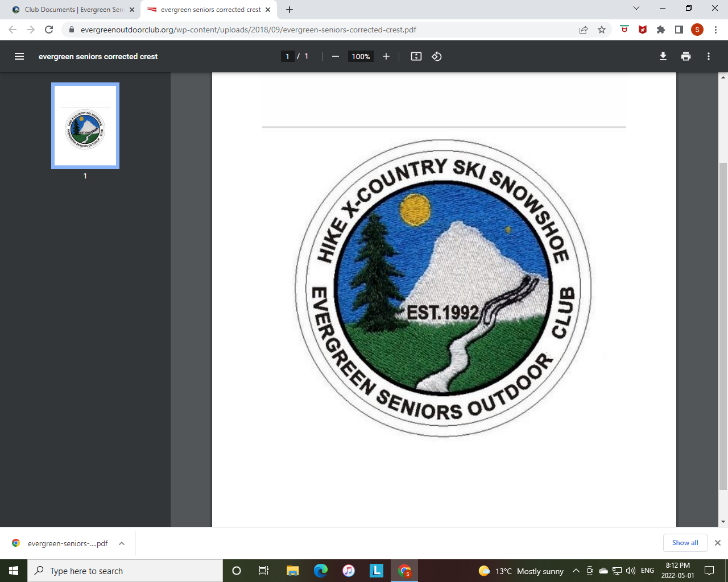 Club Documents | Evergreen Sen
evergreen seniors corrected crest
evergreenoutdoorclub.org/wp-content/uploads/2018/09/evergreen-seniors-corrected-crest.pdf
S
evergreen seniors corrected crest
1 / 1
100%
1
HIKE X-COUNTRY SKI SNOWSHOE
EST.1992
EVERGREEN SENIORS OUTDOOR CLUB
evergreen-seniors-....pdf
Show all
Type here to search
L
S
13°C Mostly sunny
ENG
8:12 PM
2022-05-01